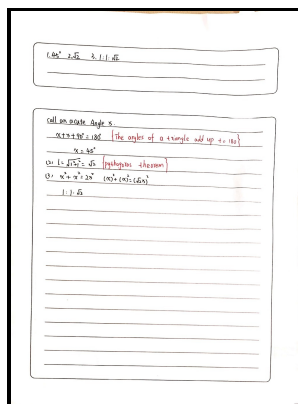 1.45° 2.√2 3. 1:1:√2
Call an acute Angle x.
x+x+90°=180° {The angles of a triangle add up to 180}
x = 45°
(2) l=√1²+1² = √2 {pythagoras theorem}
(3) x²+x²=2x² (x)²+(x)²=(√2x)²
1:1:√2